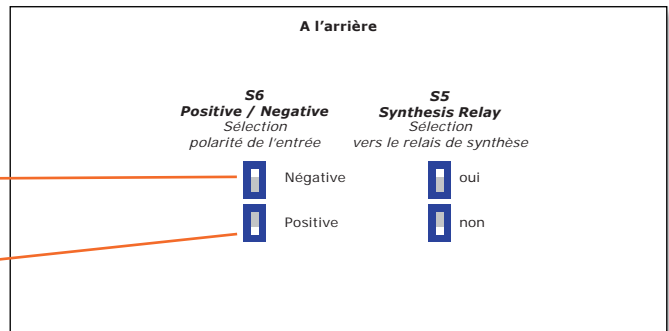 A l'arrière
S6
Positive / Negative
Sélection
polarité de l'entrée
S5
Synthesis Relay
Sélection
vers le relais de synthèse
Négative
oui
Positive
non